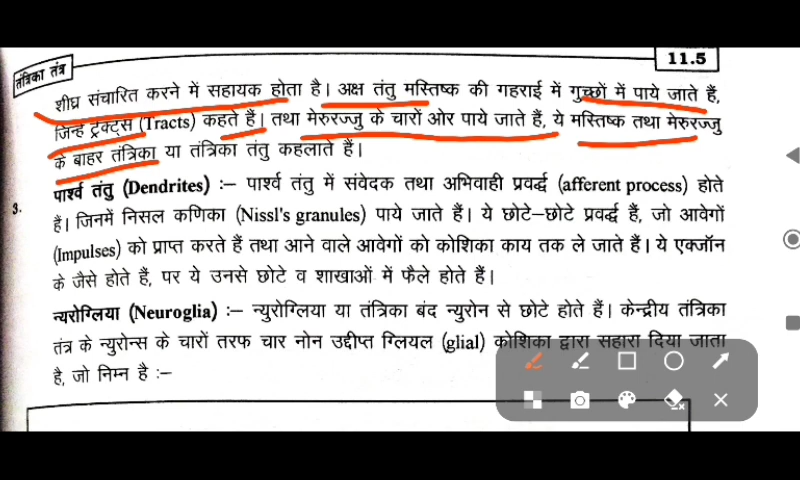 11.5
तंत्रिका तंत्र
शीघ्र संचारित करने में सहायक होता है। अक्ष तंतु मस्तिष्क की गहराई में गुच्छों में पाये जाते हैं,
जिन्हें ट्रक्ट्स (Tracts) कहते हैं। तथा मेरुरज्जु के चारों ओर पाये जाते हैं, ये मस्तिष्क तथा मेरुरज्जु
के बाहर तंत्रिका या तंत्रिका तंतु कहलाते हैं।
3. पार्श्व तंतु (Dendrites) :– पार्श्व तंतु में संवेदक तथा अभिवाही प्रवर्द्ध (afferent process) होते
हैं। जिनमें निसल कणिका (Nissl's granules) पाये जाते हैं। ये छोटे–छोटे प्रवर्द्ध हैं, जो आवेगों
(Impulses) को प्राप्त करते हैं तथा आने वाले आवेगों को कोशिका काय तक ले जाते हैं। ये एक्जॉन
के जैसे होते हैं, पर ये उनसे छोटे व शाखाओं में फैले होते हैं।
न्यरोग्लिया (Neuroglia) :– न्युरोग्लिया या तंत्रिका बंद न्युरोन से छोटे होते हैं। केन्द्रीय तंत्रिका
तंत्र के न्युरोन्स के चारों तरफ चार नोन उद्दीप्त ग्लियल (glial) कोशिका द्वारा सहारा दिया जाता
है, जो निम्न है :–